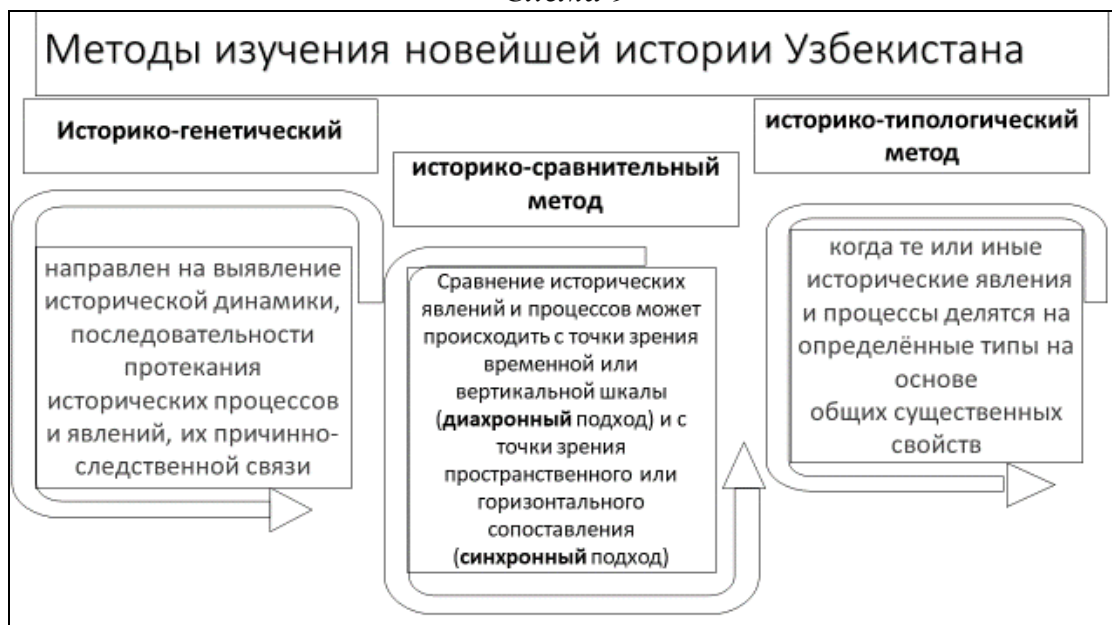 Методы изучения новейшей истории Узбекистана
Историко-генетический
направлен на выявление
исторической динамики,
последовательности
протекания
исторических процессов
и явлений, их причинно-
следственной связи
историко-сравнительный
метод
Сравнение исторических
явлений и процессов может
происходить с точки зрения
временной или
вертикальной шкалы
(диахронный подход) и с
точки зрения
пространственного или
горизонтального
сопоставления
(синхронный подход)
историко-типологический
метод
когда те или иные
исторические явления
и процессы делятся на
определённые типы на
основе
общих существенных
свойств